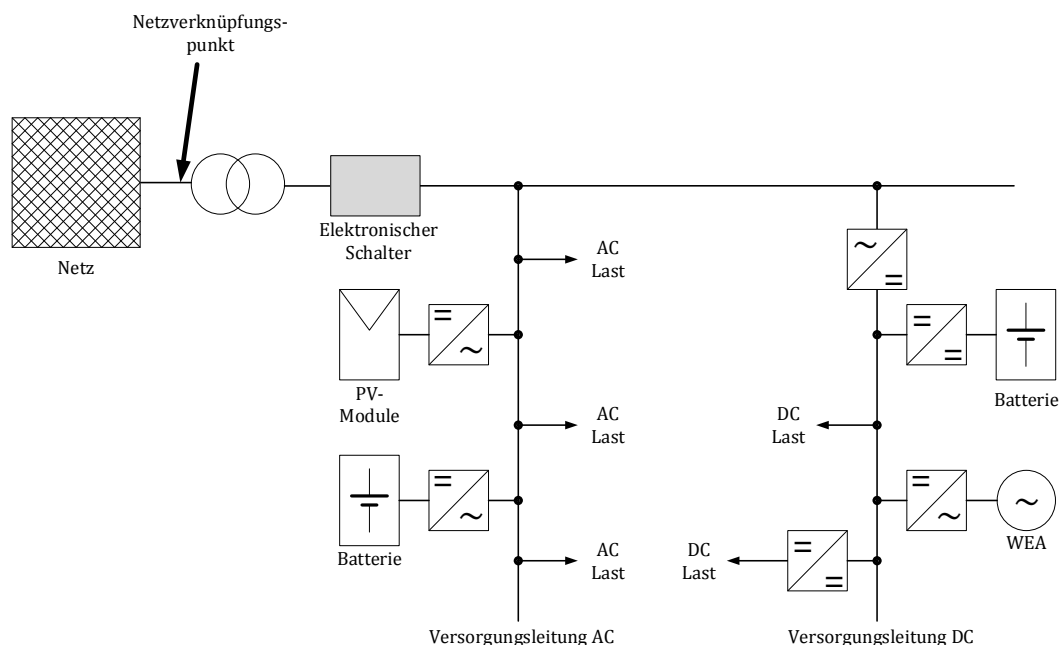 Netzverknüpfungs-
punkt
Netz
Elektronischer
Schalter
AC
Last
PV-
Module
AC
Last
Batterie
AC
Last
Versorgungsleitung AC
Batterie
DC
Last
WEA
DC
Last
Versorgungsleitung DC